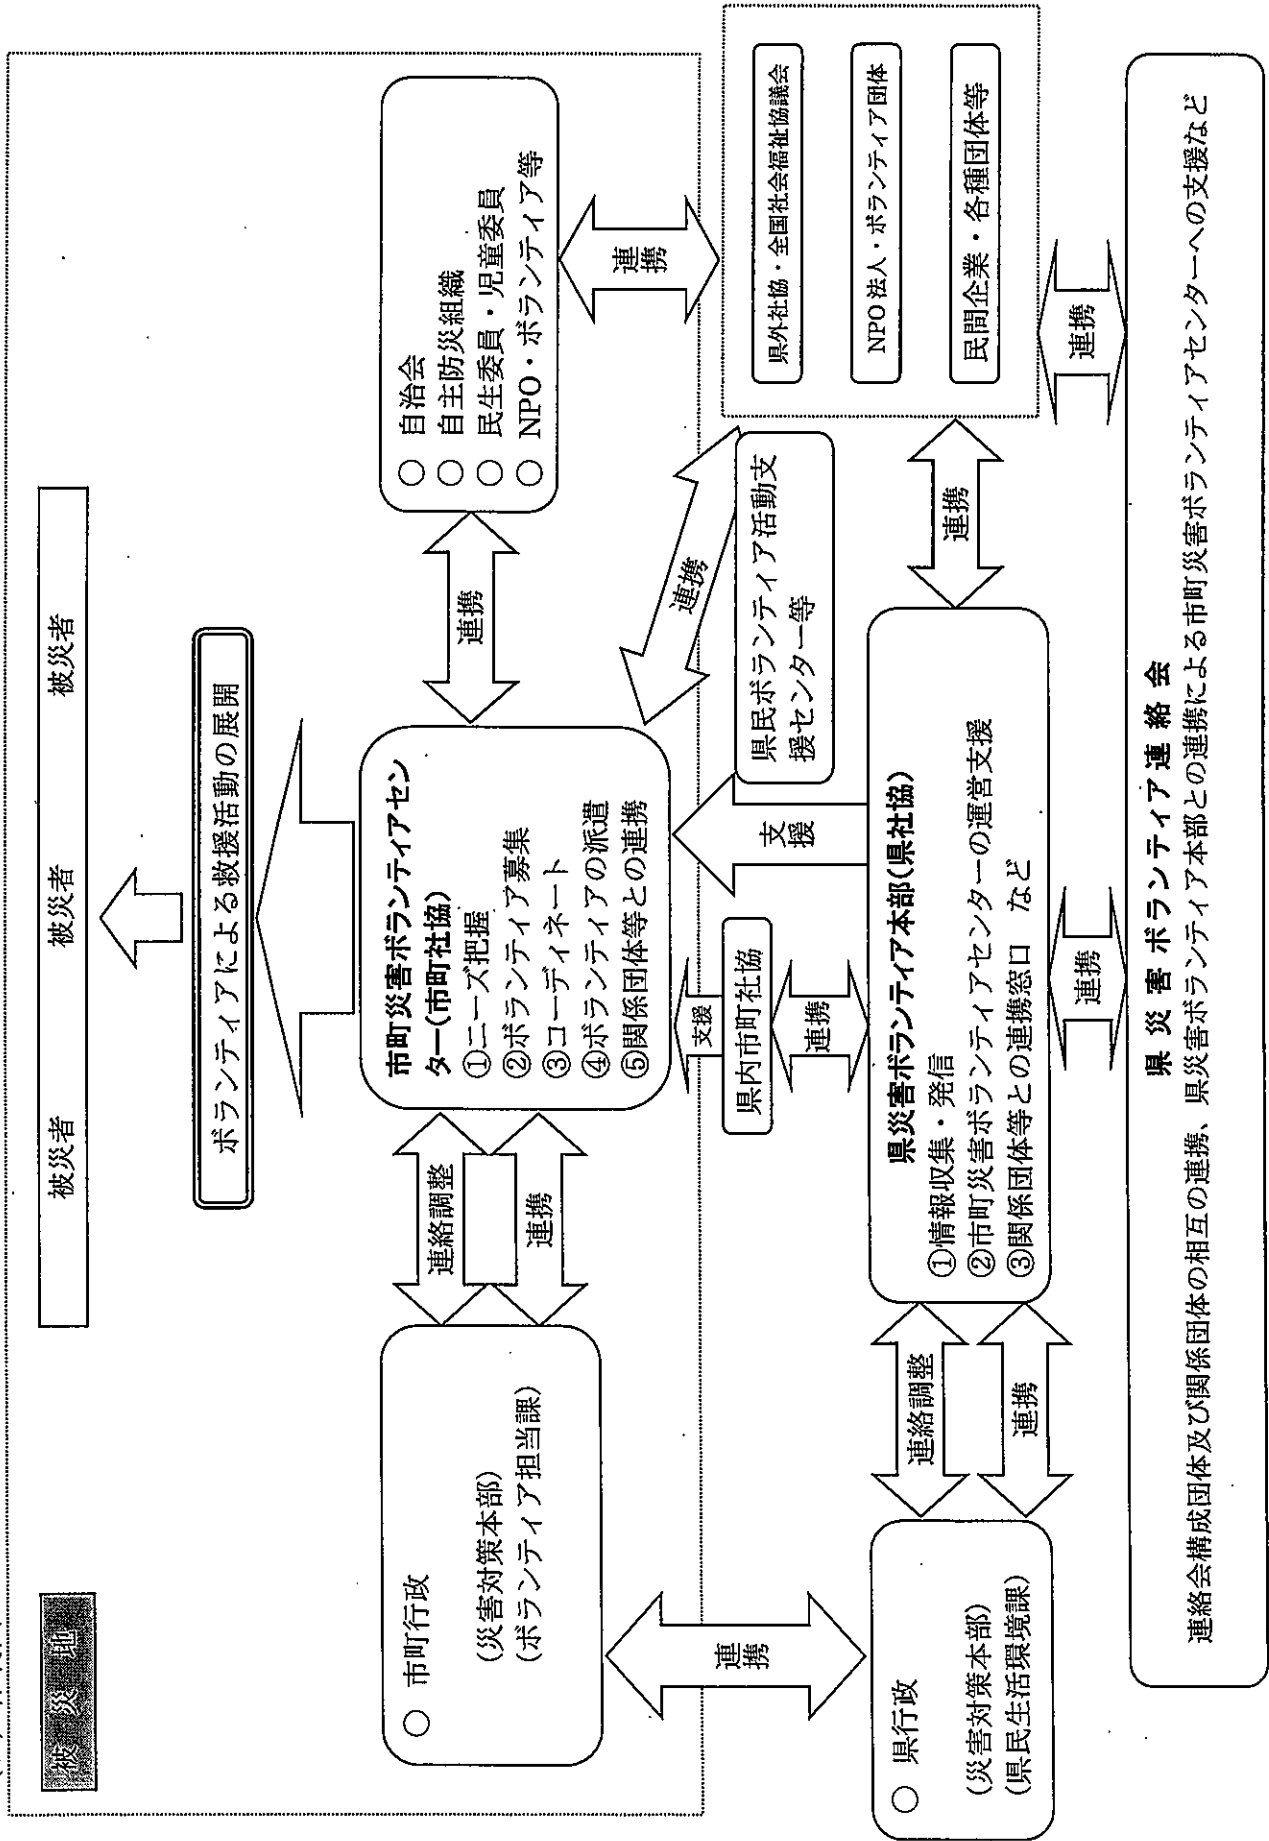 被災地
被災者　被災者　被災者
ボランティアによる救援活動の展開
○ 市町行政
(災害対策本部)
(ボランティア担当課)
連絡調整
連携
市町災害ボランティアセン
ター(市町社協)
①ニーズ把握
②ボランティア募集
③コーディネート
④ボランティアの派遣
⑤関係団体等との連携
連携
○ 自治会
○ 自主防災組織
○ 民生委員・児童委員
○ NPO・ボランティア等
連携
支援
県内市町社協
連携
支援
県民ボランティア活動支
援センター等
連携
連携
県外社協・全国社会福祉協議会
NPO 法人・ボランティア団体
民間企業・各種団体等
○ 県行政
(災害対策本部)
(県民生活環境課)
連絡調整
連携
県災害ボランティア本部(県社協)
①情報収集・発信
②市町災害ボランティアセンターの運営支援
③関係団体等との連携窓口　など
連携
連携
連携
県災害ボランティア連絡会
連絡会構成団体及び関係団体の相互の連携、県災害ボランティア本部との連携による市町災害ボランティアセンターへの支援など